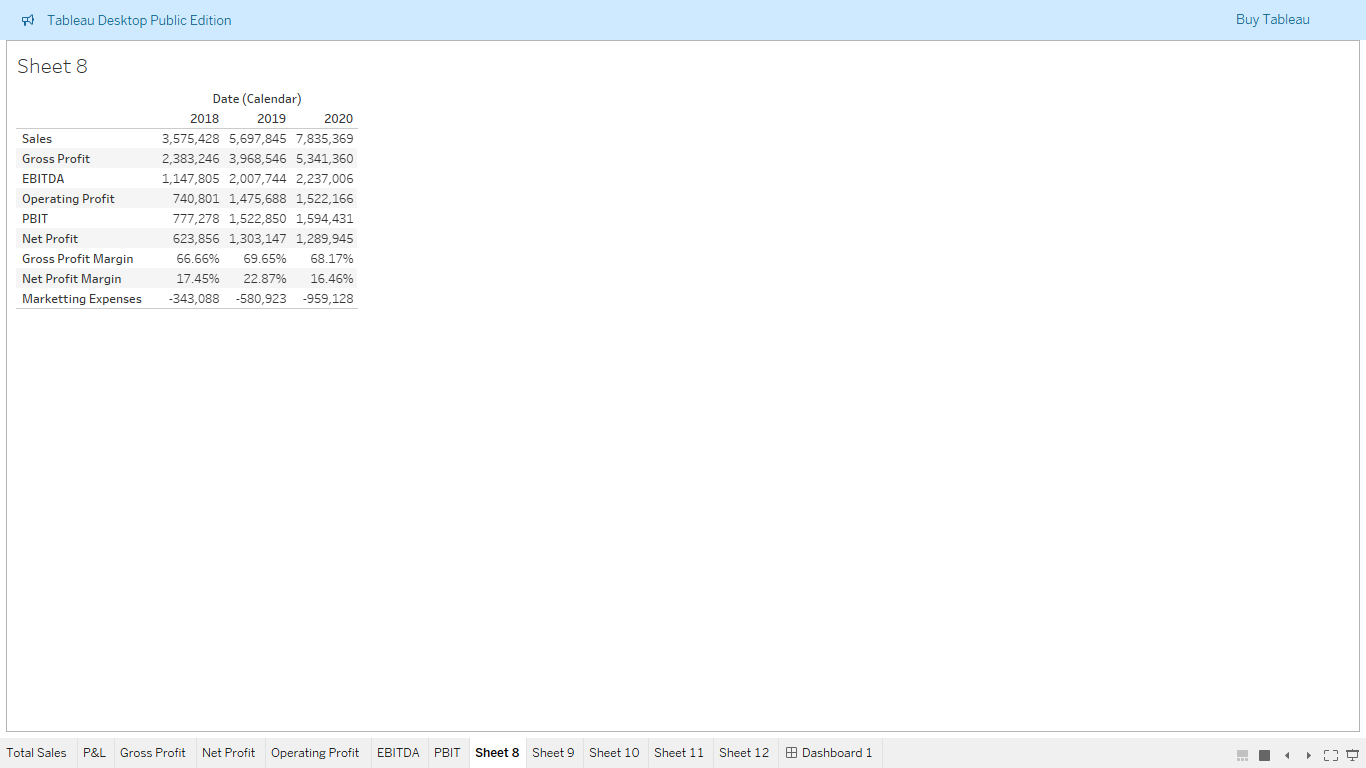 Tableau Desktop Public Edition Buy Tableau
Sheet 8
Date (Calendar)
2018 2019 2020
Sales 3,575,428 5,697,845 7,835,369
Gross Profit 2,383,246 3,968,546 5,341,360
EBITDA 1,147,805 2,007,744 2,237,006
Operating Profit 740,801 1,475,688 1,522,166
PBIT 777,278 1,522,850 1,594,431
Net Profit 623,856 1,303,147 1,289,945
Gross Profit Margin 66.66% 69.65% 68.17%
Net Profit Margin 17.45% 22.87% 16.46%
Marketting Expenses -343,088 -580,923 -959,128
Total Sales P&L Gross Profit Net Profit Operating Profit EBITDA PBIT Sheet 8 Sheet 9 Sheet 10 Sheet 11 Sheet 12 Dashboard 1